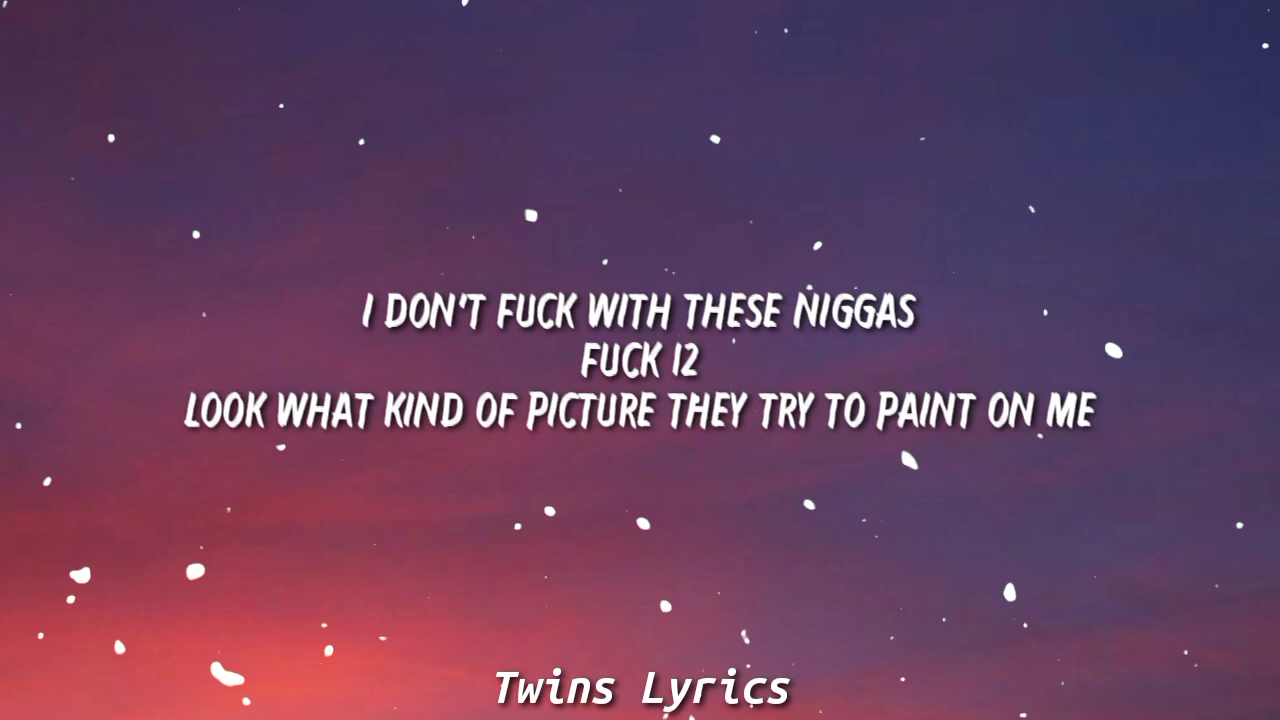 I DON'T FUCK WITH THESE NIGGAS
FUCK 12
LOOK WHAT KIND OF PICTURE THEY TRY TO PAINT ON ME
Twins Lyrics